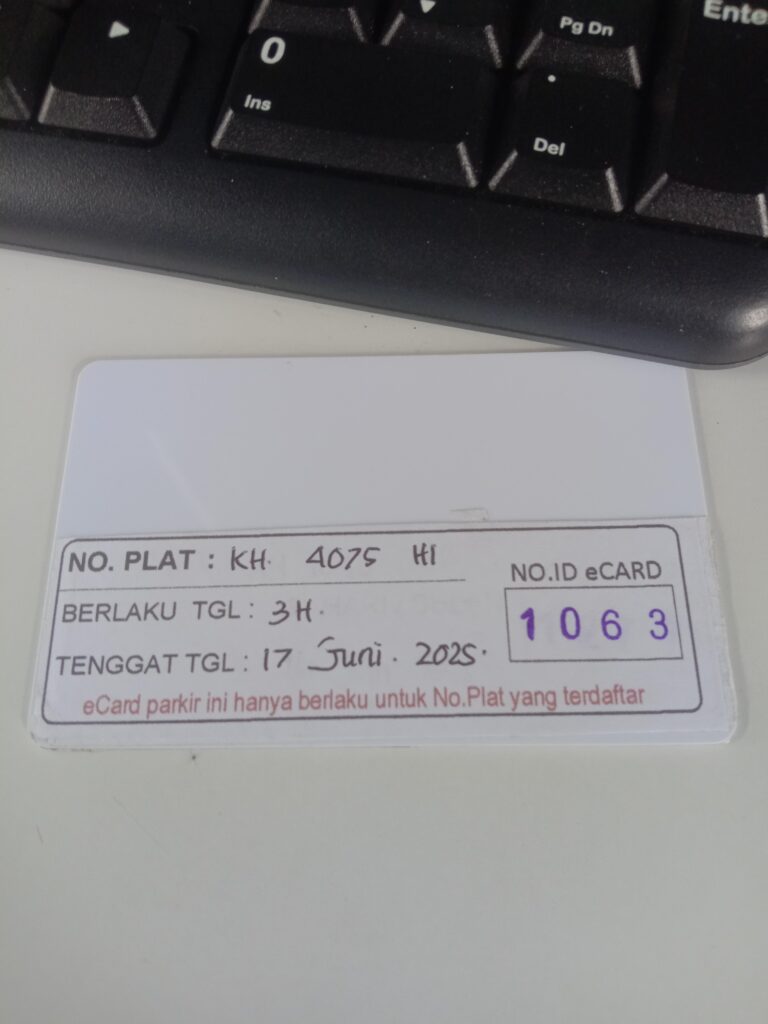 Pg Dn
Enter
0
Ins
Del
NO. PLAT : KH. 4075 HI
NO.ID eCARD
BERLAKU TGL : 3H.
1063
TENGGAT TGL : 17 Juni. 2025.
eCard parkir ini hanya berlaku untuk No.Plat yang terdaftar